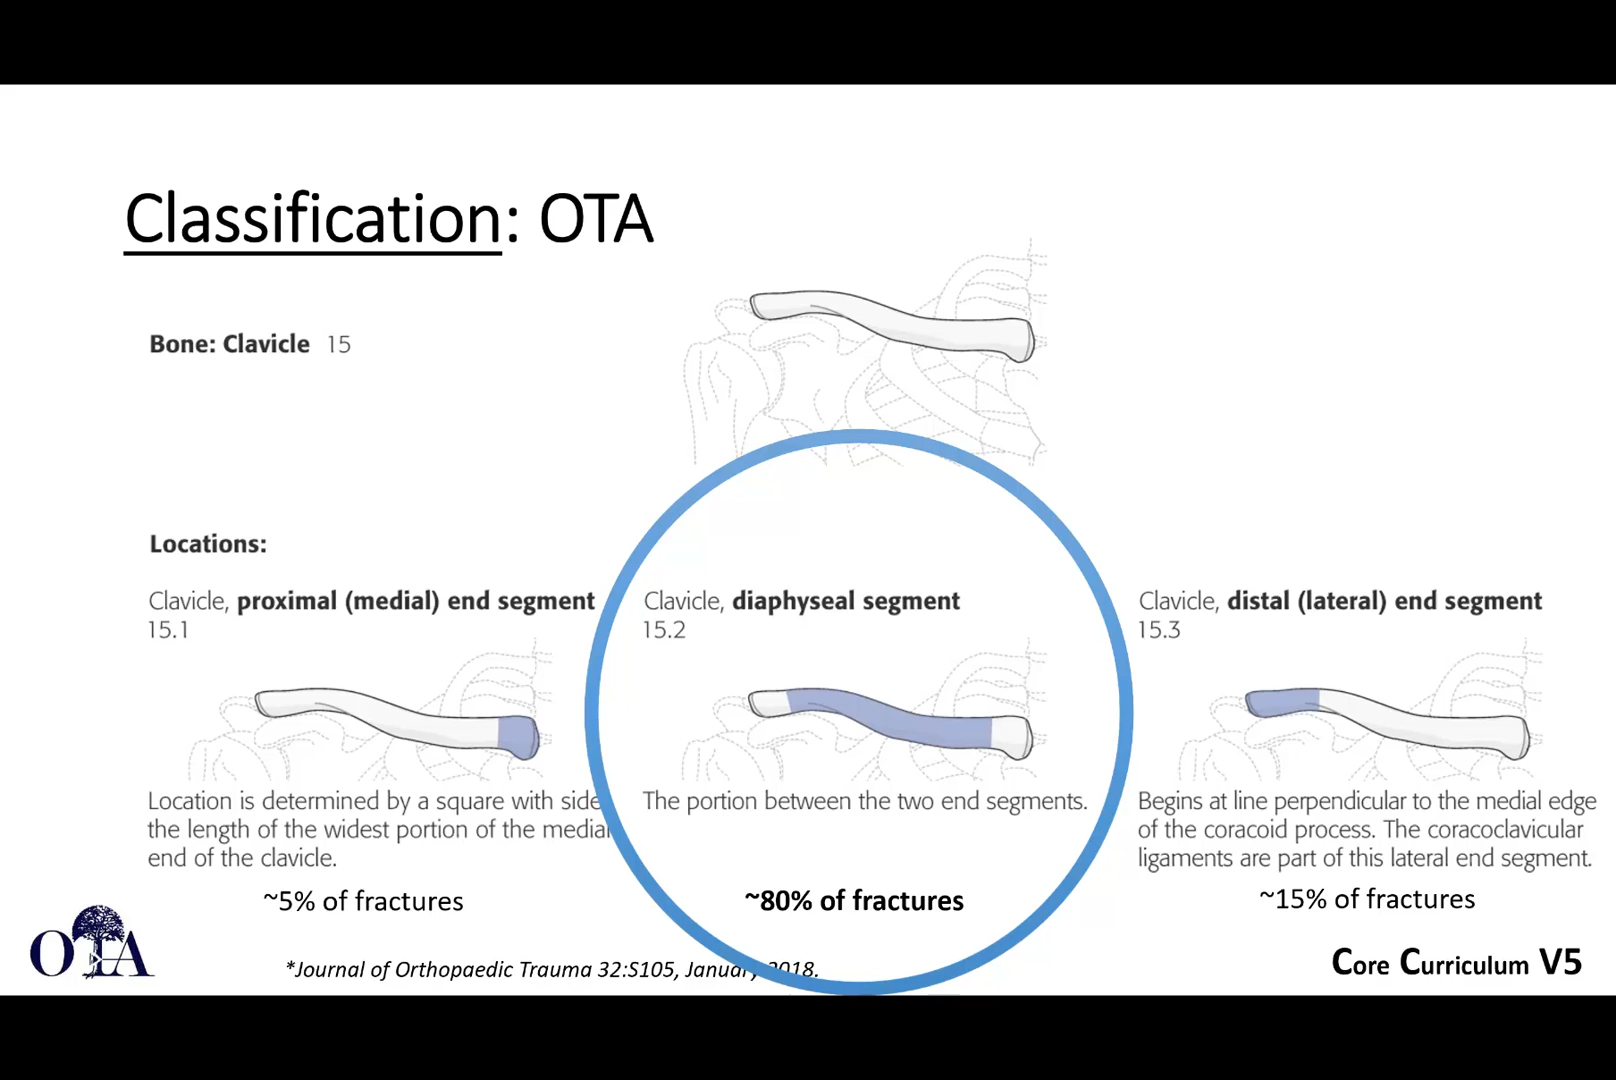 Classification: OTA
Bone: Clavicle 15
Locations:
Clavicle, proximal (medial) end segment
15.1
Location is determined by a square with side
the length of the widest portion of the medial
end of the clavicle.
~5% of fractures
Clavicle, diaphyseal segment
15.2
The portion between the two end segments.
~80% of fractures
Clavicle, distal (lateral) end segment
15.3
Begins at line perpendicular to the medial edge
of the coracoid process. The coracoclavicular
ligaments are part of this lateral end segment.
~15% of fractures
OTA
*Journal of Orthopaedic Trauma 32:S105, January 2018.
Core Curriculum V5